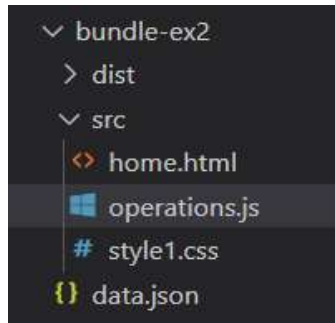 bundle-ex2
dist
src
<> home.html
operations.js
# style1.css
{} data.json